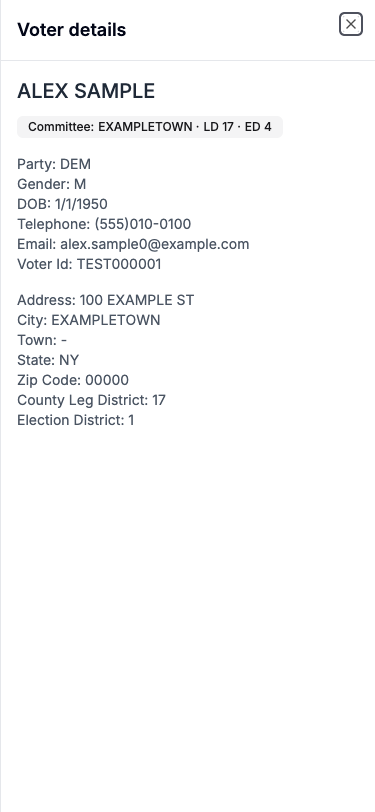 Voter details
ALEX SAMPLE
Committee: EXAMPLETOWN · LD 17 · ED 4
Party: DEM
Gender: M
DOB: 1/1/1950
Telephone: (555)010-0100
Email: alex.sample0@example.com
Voter Id: TEST000001
Address: 100 EXAMPLE ST
City: EXAMPLETOWN
Town: -
State: NY
Zip Code: 00000
County Leg District: 17
Election District: 1